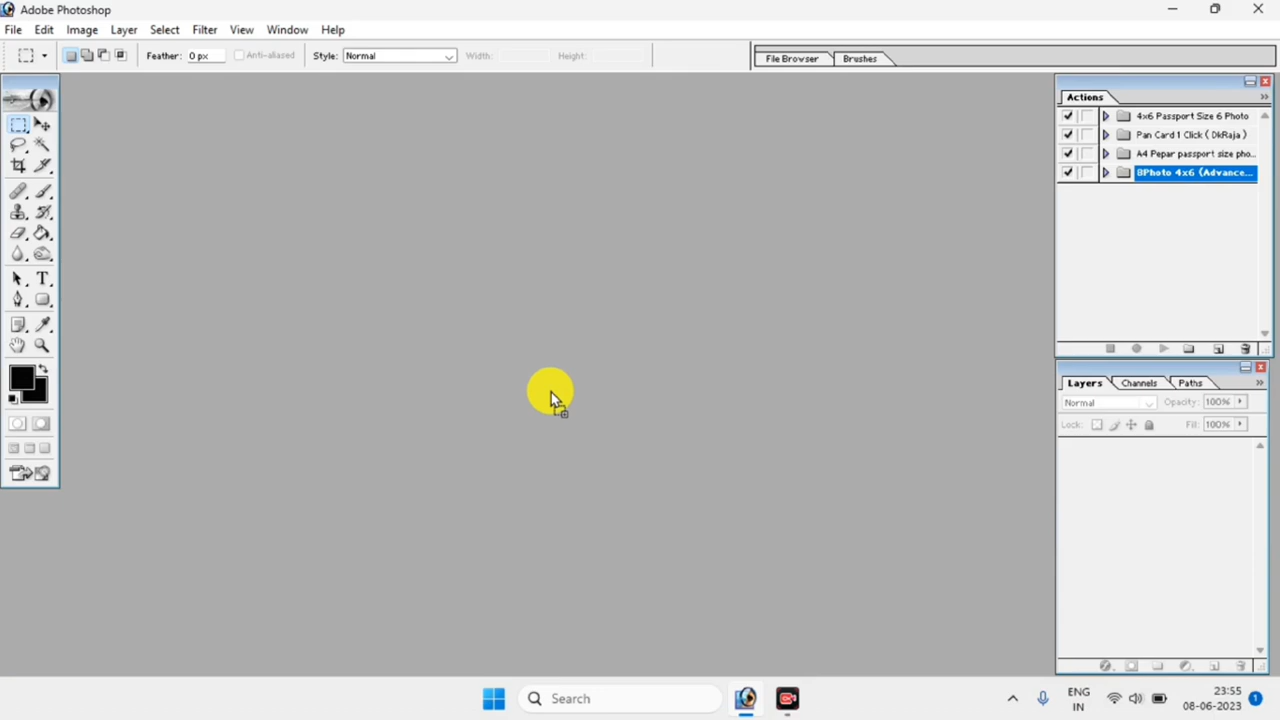 Adobe Photoshop
File Edit Image Layer Select Filter View Window Help
Feather: 0 px Anti-aliased Style: Normal Width: Height: File Browser Brushes
Actions
4x6 Passport Size 6 Photo
Pan Card 1 Click ( DkRaja )
A4 Pepar passport size pho...
8Photo 4x6 (Advance...
Layers Channels Paths
Normal Opacity: 100%
Lock: Fill: 100%
T
Search
ENG
IN
23:55
08-06-2023
1